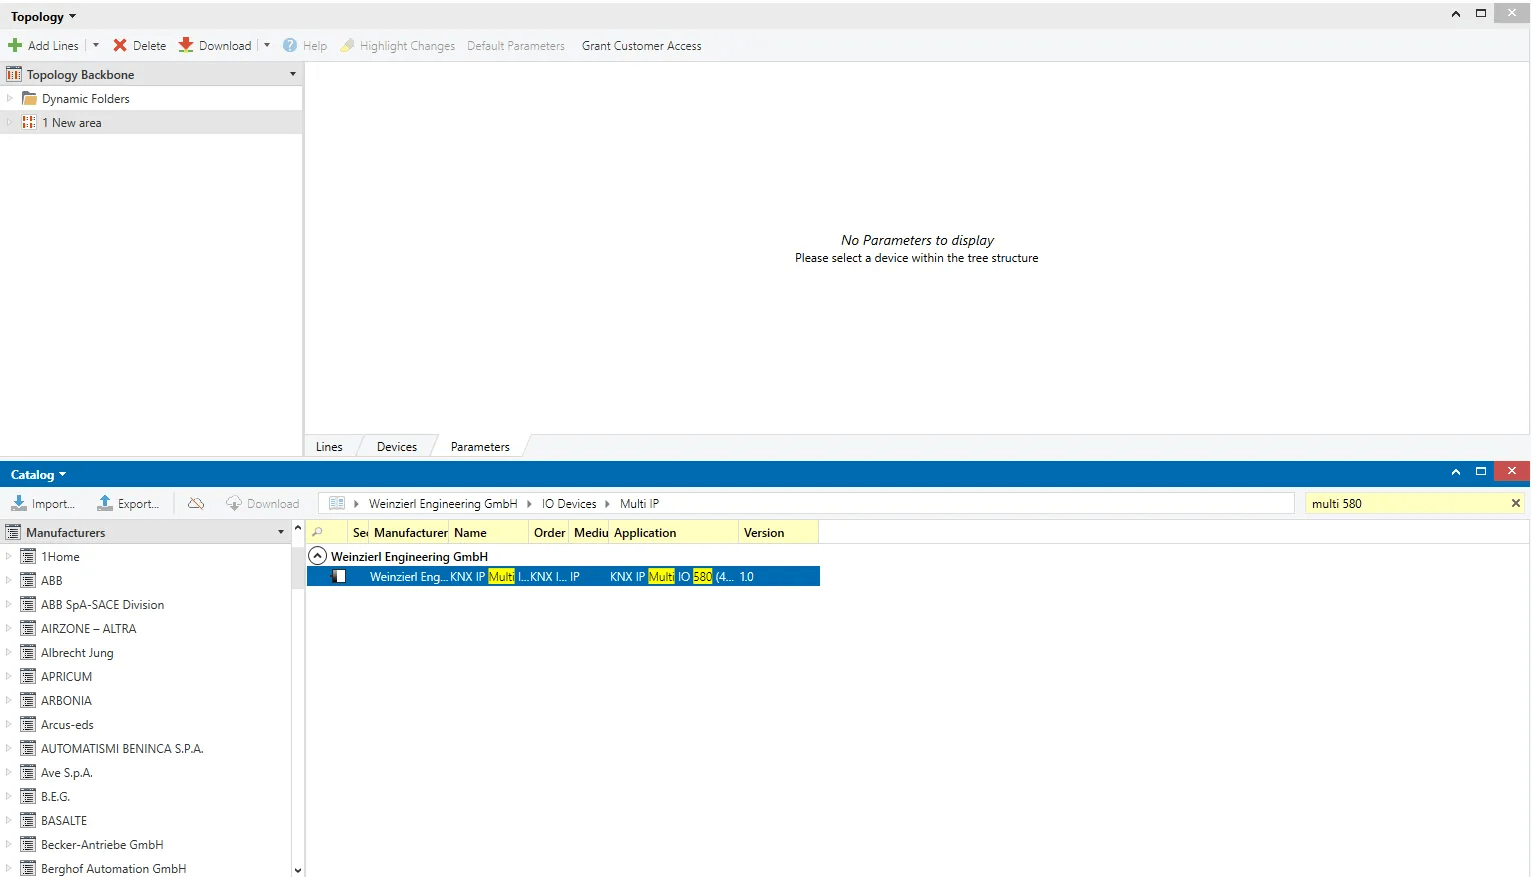 Topology
Add Lines Delete Download Help Highlight Changes Default Parameters Grant Customer Access
Topology Backbone
Dynamic Folders
1 New area
No Parameters to display
Please select a device within the tree structure
Lines Devices Parameters
Catalog
Import... Export... Download Weinzierl Engineering GmbH IO Devices Multi IP multi 580
Manufacturers
Sec Manufacturer Name Order Mediu Application Version
Weinzierl Engineering GmbH
Weinzierl Eng... KNX IP Multi I... KNX I... IP KNX IP Multi IO 580 (4... 1.0
1Home
ABB
ABB SpA-SACE Division
AIRZONE – ALTRA
Albrecht Jung
APRICUM
ARBONIA
Arcus-eds
AUTOMATISMI BENINCA S.P.A.
Ave S.p.A.
B.E.G.
BASALTE
Becker-Antriebe GmbH
Berghof Automation GmbH